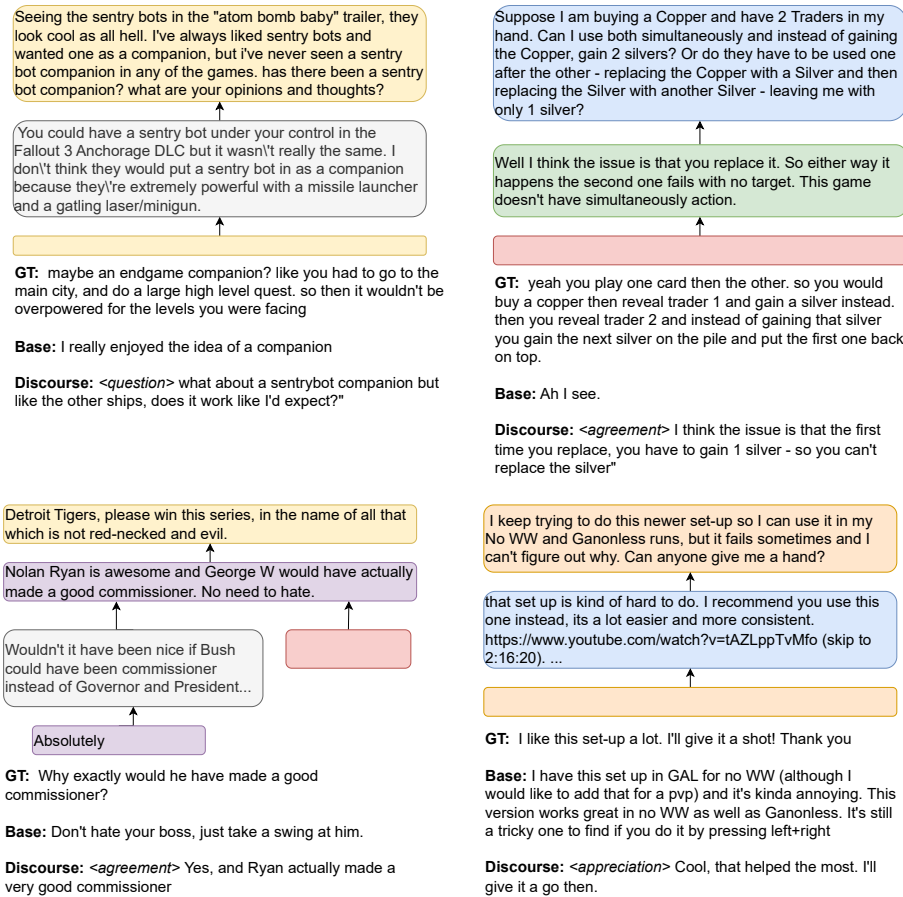 Seeing the sentry bots in the "atom bomb baby" trailer, they
look cool as all hell. I've always liked sentry bots and
wanted one as a companion, but i've never seen a sentry
bot companion in any of the games. has there been a sentry
bot companion? what are your opinions and thoughts?
You could have a sentry bot under your control in the
Fallout 3 Anchorage DLC but it wasn\'t really the same. I
don\'t think they would put a sentry bot in as a companion
because they\'re extremely powerful with a missile launcher
and a gatling laser/minigun.
GT: maybe an endgame companion? like you had to go to the
main city, and do a large high level quest. so then it wouldn't be
overpowered for the levels you were facing
Base: I really enjoyed the idea of a companion
Discourse: <question> what about a sentrybot companion but
like the other ships, does it work like I'd expect?"
Suppose I am buying a Copper and have 2 Traders in my
hand. Can I use both simultaneously and instead of gaining
the Copper, gain 2 silvers? Or do they have to be used one
after the other - replacing the Copper with a Silver and then
replacing the Silver with another Silver - leaving me with
only 1 silver?
Well I think the issue is that you replace it. So either way it
happens the second one fails with no target. This game
doesn't have simultaneously action.
GT: yeah you play one card then the other. so you would
buy a copper then reveal trader 1 and gain a silver instead.
then you reveal trader 2 and instead of gaining that silver
you gain the next silver on the pile and put the first one back
on top.
Base: Ah I see.
Discourse: <agreement> I think the issue is that the first
time you replace, you have to gain 1 silver - so you can't
replace the silver"
Detroit Tigers, please win this series, in the name of all that
which is not red-necked and evil.
Nolan Ryan is awesome and George W would have actually
made a good commissioner. No need to hate.
Wouldn't it have been nice if Bush
could have been commissioner
instead of Governor and President...
Absolutely
GT: Why exactly would he have made a good
commissioner?
Base: Don't hate your boss, just take a swing at him.
Discourse: <agreement> Yes, and Ryan actually made a
very good commissioner
I keep trying to do this newer set-up so I can use it in my
No WW and Ganonless runs, but it fails sometimes and I
can't figure out why. Can anyone give me a hand?
that set up is kind of hard to do. I recommend you use this
one instead, its a lot easier and more consistent.
https://www.youtube.com/watch?v=tAZLppTvMfo (skip to
2:16:20). ...
GT: I like this set-up a lot. I'll give it a shot! Thank you
Base: I have this set up in GAL for no WW (although I
would like to add that for a pvp) and it's kinda annoying. This
version works great in no WW as well as Ganonless. It's still
a tricky one to find if you do it by pressing left+right
Discourse: <appreciation> Cool, that helped the most. I'll
give it a go then.